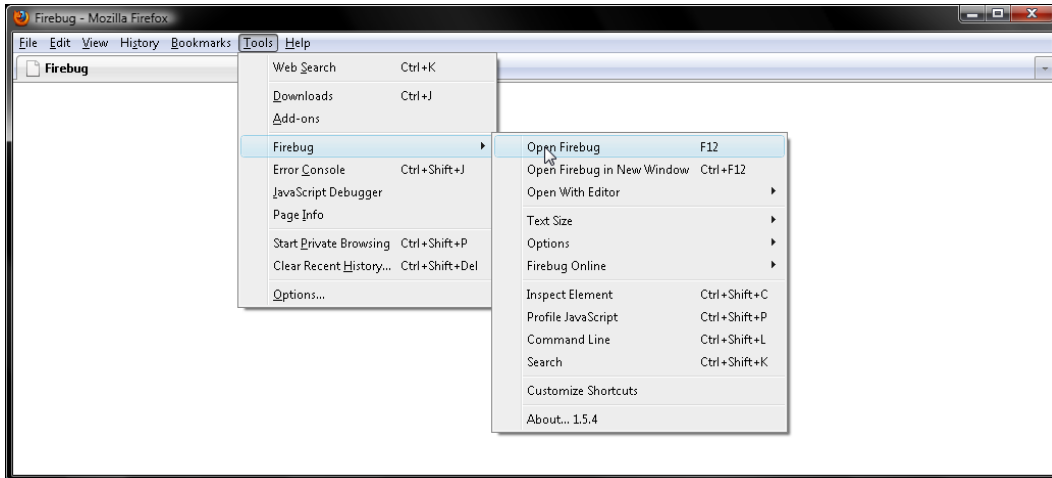 Firebug - Mozilla Firefox
File Edit View History Bookmarks Tools Help
Firebug
Web Search Ctrl+K
Downloads Ctrl+J
Add-ons
Firebug
Error Console Ctrl+Shift+J
JavaScript Debugger
Page Info
Start Private Browsing Ctrl+Shift+P
Clear Recent History... Ctrl+Shift+Del
Options...
Open Firebug F12
Open Firebug in New Window Ctrl+F12
Open With Editor
Text Size
Options
Firebug Online
Inspect Element Ctrl+Shift+C
Profile JavaScript Ctrl+Shift+P
Command Line Ctrl+Shift+L
Search Ctrl+Shift+K
Customize Shortcuts
About... 1.5.4